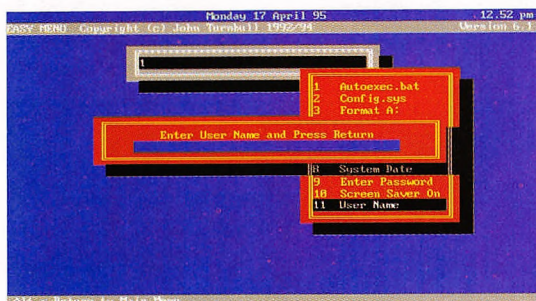 Monday 17 April 95 12.52 pm
EASY MENU Copyright (c) John Turnbull 1992/94 Version 6.1
1
1 Autoexec.bat
2 Config.sys
3 Format A:
Enter User Name and Press Return
8 System Date
9 Enter Password
10 Screen Saver On
11 User Name